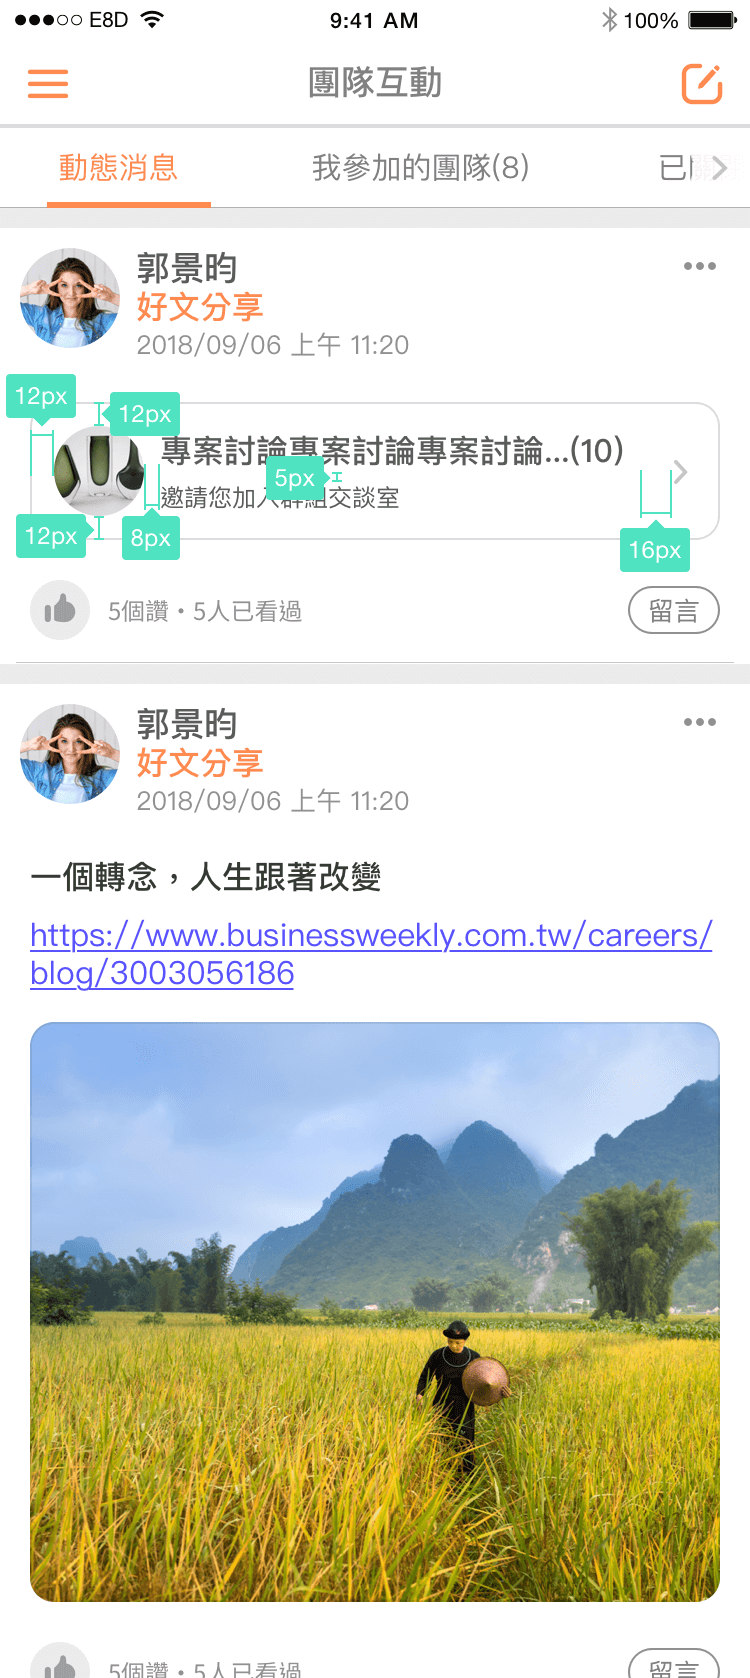 E8D 9:41 AM 100%
團隊互動
動態消息 我參加的團隊(8) 已
郭景昀
好文分享
2018/09/06 上午 11:20
12px
12px
專案討論專案討論專案討論...(10)
5px
邀請您加入群組交談室
12px
8px
16px
5個讚・5人已看過 留言
郭景昀
好文分享
2018/09/06 上午 11:20
一個轉念，人生跟著改變
https://www.businessweekly.com.tw/careers/
blog/3003056186
5個讚・5人已看過 留言